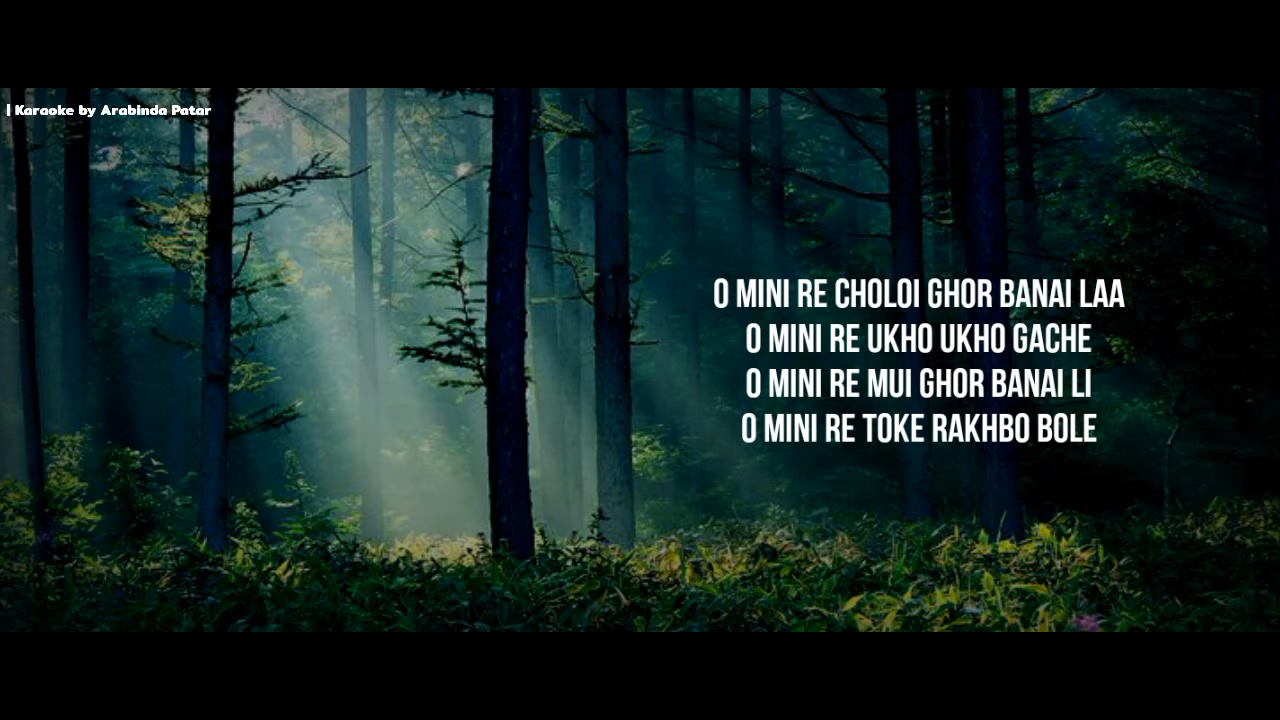 | Karaoke by Arabinda Patar
O MINI RE CHOLOI GHOR BANAI LAA
O MINI RE UKHO UKHO GACHE
O MINI RE MUI GHOR BANAI LI
O MINI RE TOKE RAKHBO BOLE